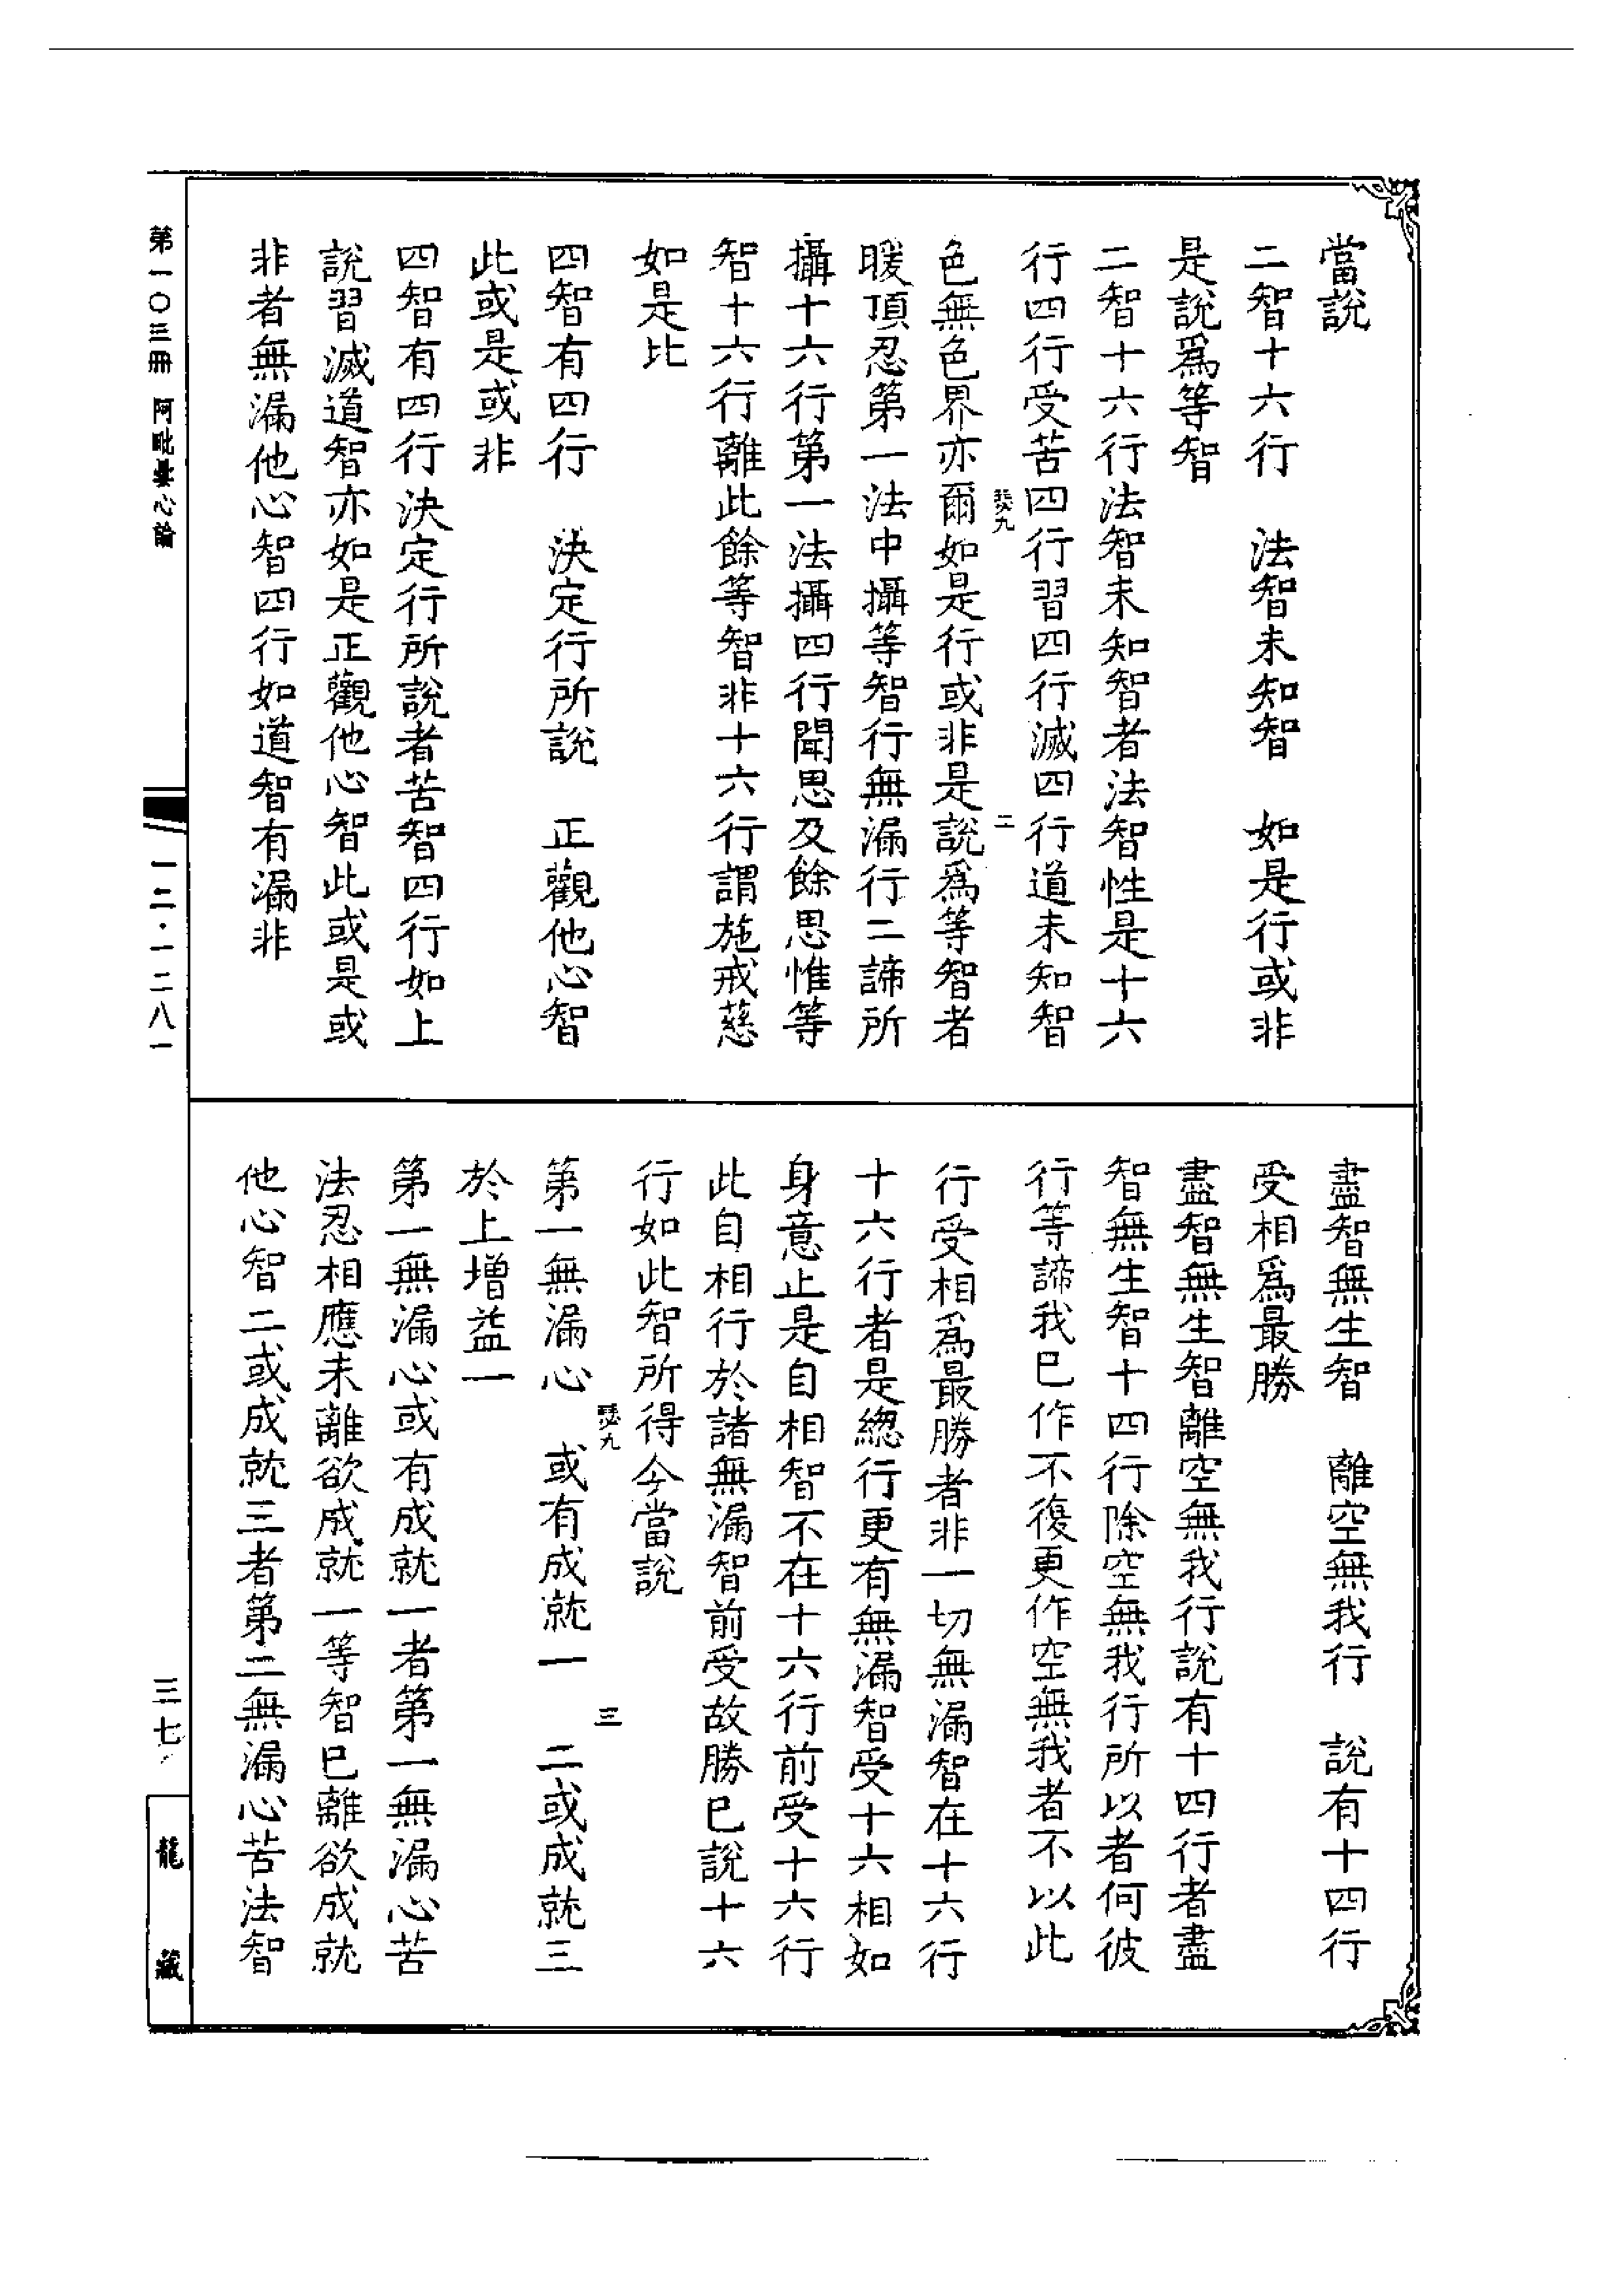 當說
二智十六行　法智未知智　如是行或非
是說爲等智
二智十六行法智未知智者法智性是十六
行四行受苦四行習四行滅四行道未知智
瑟九　二
色無色界亦爾如是行或非是說爲等智者
暖頂忍第一法中攝等智行無漏行二諦所
攝十六行第一法攝四行聞思及餘思惟等
智十六行離此餘等智非十六行謂施戒慈
如是比
四智有四行　決定行所說　正觀他心智
此或是或非
四智有四行決定行所說者苦智四行如上
說習滅道智亦如是正觀他心智此或是或
非者無漏他心智四行如道智有漏非
盡智無生智　離空無我行　說有十四行
受相爲最勝
盡智無生智離空無我行說有十四行者盡
智無生智十四行除空無我行所以者何彼
行等諦我已作不復更作空無我者不以此
行受相爲最勝者非一切無漏智在十六行
十六行者是總行更有無漏智受十六相如
身意止是自相智不在十六行前受十六行
此自相行於諸無漏智前受故勝已說十六
行如此智所得今當說
瑟九　三
第一無漏心　或有成就一　二或成就三
於上增益一
第一無漏心或有成就一者第一無漏心苦
法忍相應未離欲成就一等智已離欲成就
他心智二或成就三者第二無漏心苦法智
第一〇三冊　阿毗曇心論
一二·一二八一
三七
龍藏